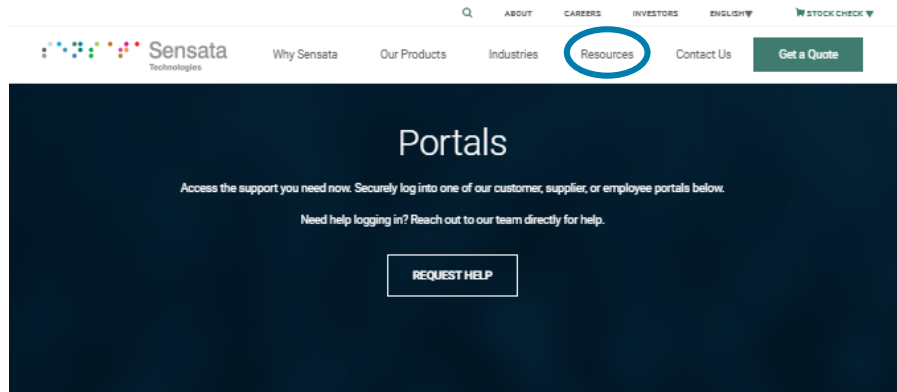 ABOUT CAREERS INVESTORS ENGLISH▼ STOCK CHECK ▼
Sensata
Technologies
Why Sensata Our Products Industries Resources Contact Us Get a Quote
Portals
Access the support you need now. Securely log into one of our customer, supplier, or employee portals below.
Need help logging in? Reach out to our team directly for help.
REQUEST HELP